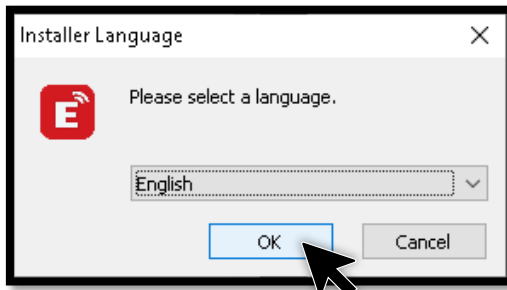 Installer Language
E
Please select a language.
English
OK
Cancel